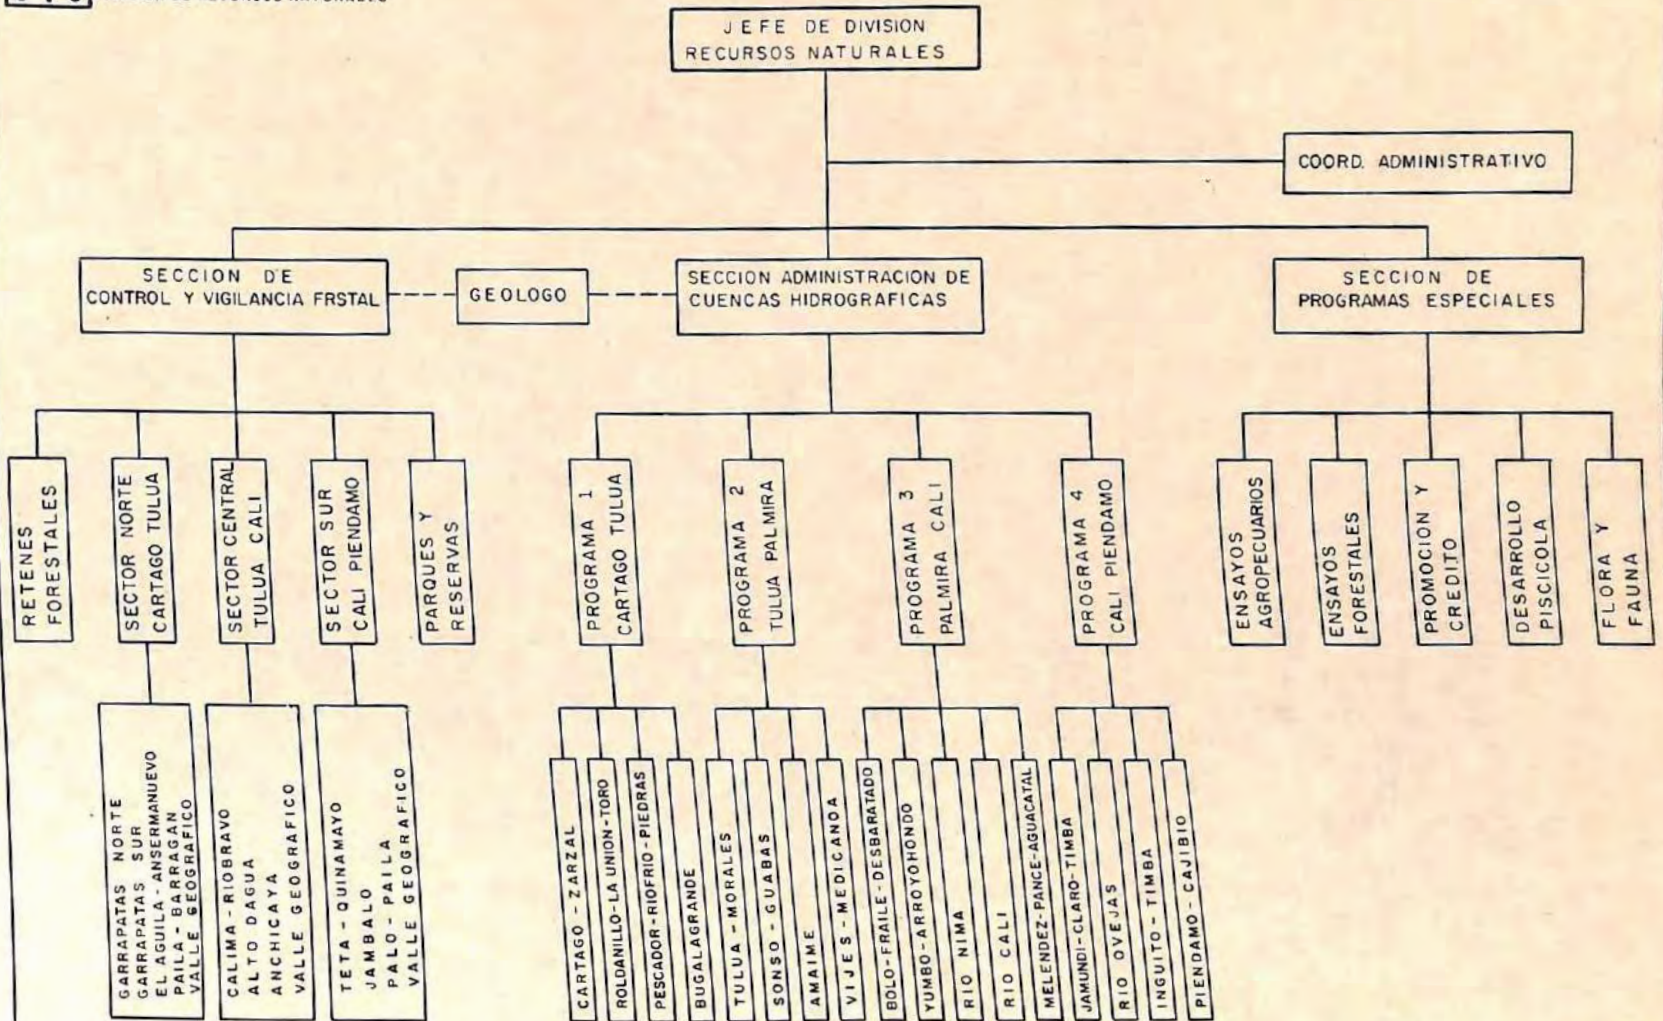 JEFE DE DIVISION
RECURSOS NATURALES
COORD. ADMINISTRATIVO
SECCION DE
CONTROL Y VIGILANCIA FRSTAL
GEOLOGO
SECCION ADMINISTRACION DE
CUENCAS HIDROGRAFICAS
SECCION DE
PROGRAMAS ESPECIALES
RETENES
FORESTALES
SECTOR NORTE
CARTAGO TULUA
SECTOR CENTRAL
TULUA CALI
SECTOR SUR
CALI PIENDAMO
PARQUES Y
RESERVAS
PROGRAMA 1
CARTAGO TULUA
PROGRAMA 2
TULUA PALMIRA
PROGRAMA 3
PALMIRA CALI
PROGRAMA 4
CALI PIENDAMO
ENSAYOS
AGROPECUARIOS
ENSAYOS
FORESTALES
PROMOCION Y
CREDITO
DESARROLLO
PISCICOLA
FLORA Y
FAUNA
GARRAPATAS NORTE
GARRAPATAS SUR
EL AGUILA - ANSERMANUEVO
PAILA - BARRAGAN
VALLE GEOGRAFICO
CALIMA - RIOBRAVO
ALTO DAGUA
ANCHICAYA
VALLE GEOGRAFICO
TETA - QUINAMAYO
JAMBALO
PALO - PAILA
VALLE GEOGRAFICO
CARTAGO - ZARZAL
ROLDANILLO-LA UNION-TORO
PESCADOR-RIOFRIO-PIEDRAS
BUGALAGRANDE
TULUA - MORALES
SONSO - GUABAS
AMAIME
VIJES - MEDICANOA
BOLO-FRAILE-DESBARATADO
YUMBO-ARROYOHONDO
RIO NIMA
RIO CALI
MELENDEZ-PANCE-AGUACATAL
JAMUNDI-CLARO-TIMBA
RIO OVEJAS
INGUITO - TIMBA
PIENDAMO - CAJIBIO